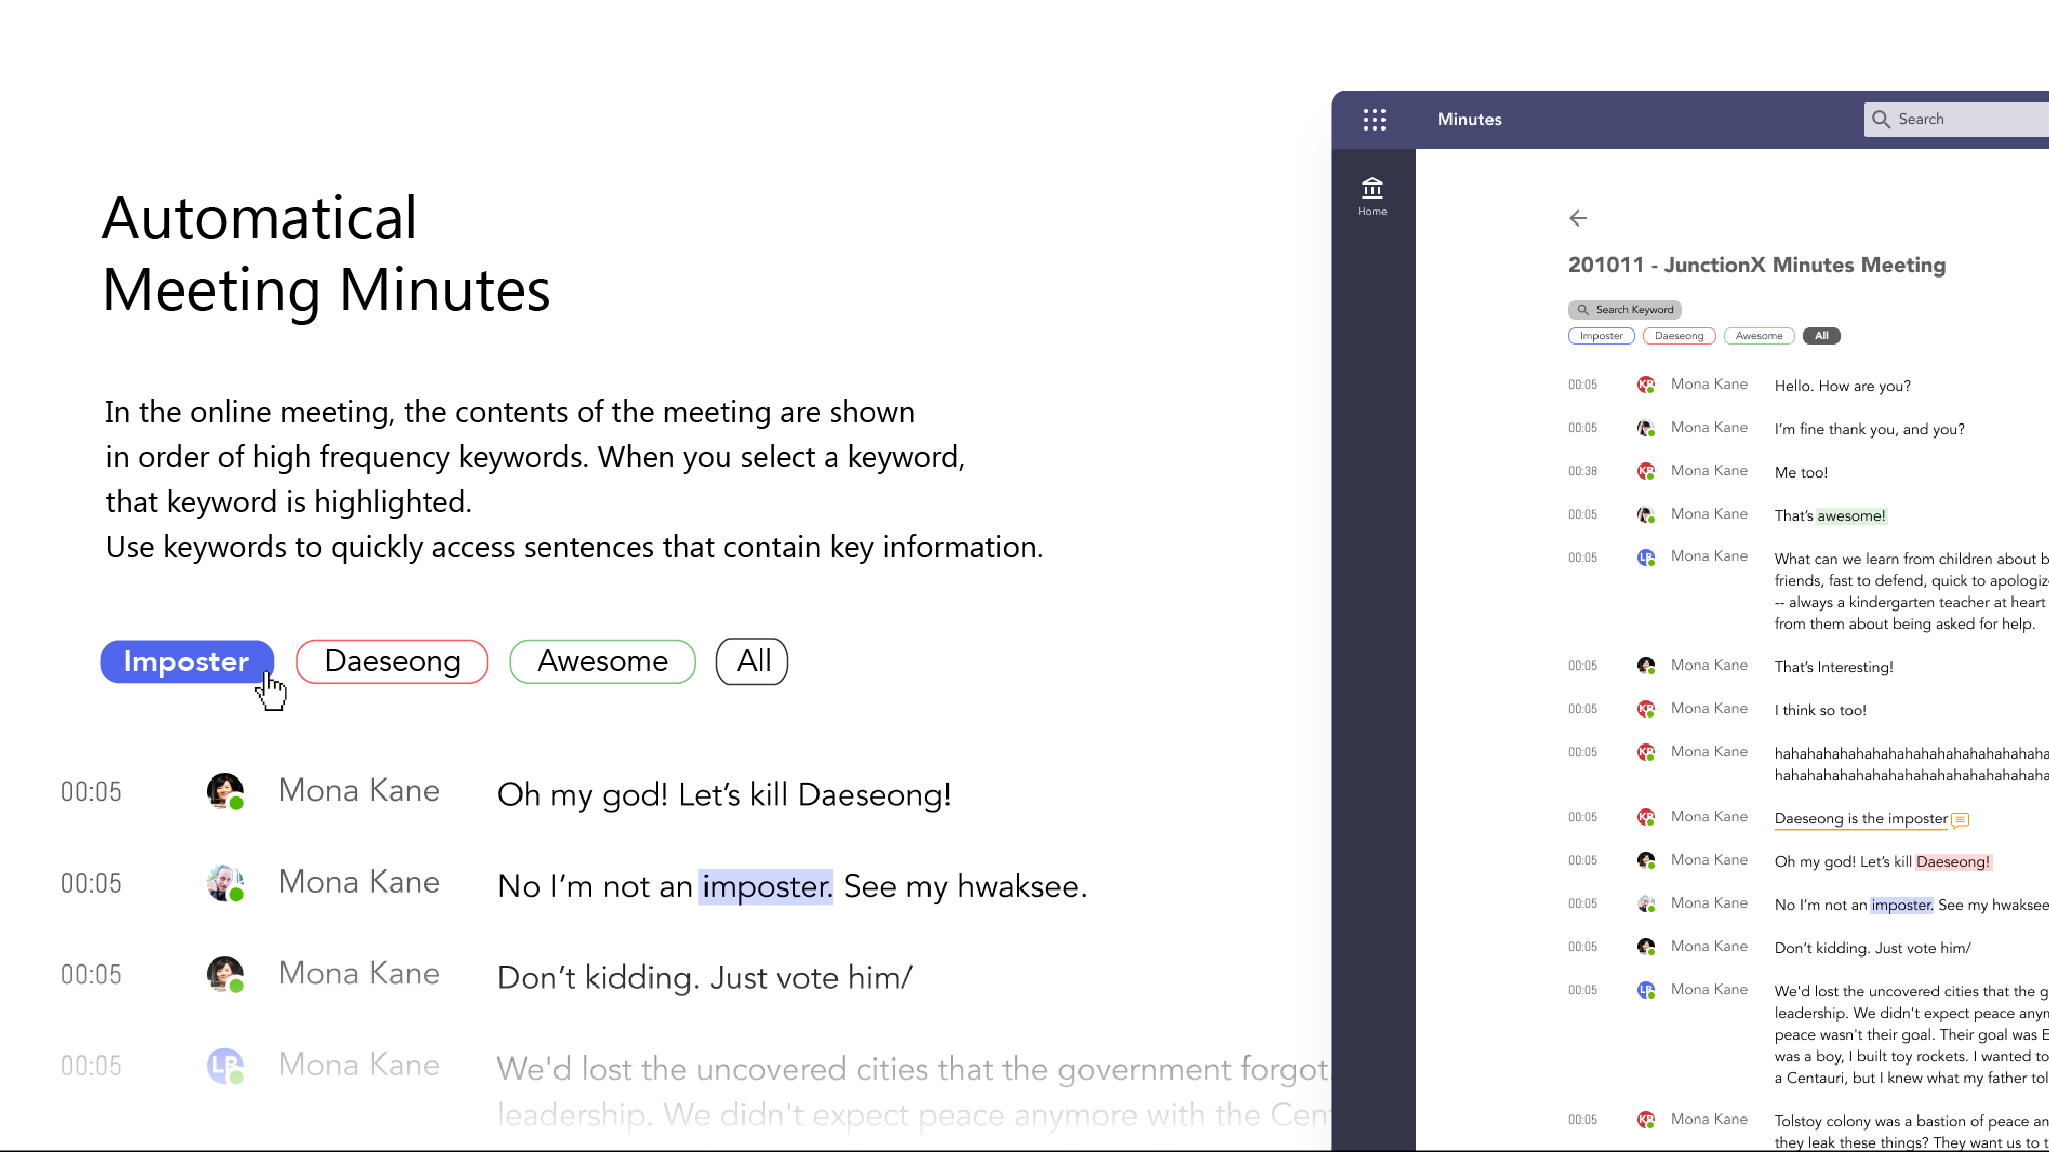 Automatical
Meeting Minutes
In the online meeting, the contents of the meeting are shown
in order of high frequency keywords. When you select a keyword,
that keyword is highlighted.
Use keywords to quickly access sentences that contain key information.
Imposter Daeseong Awesome All
00:05 Mona Kane Oh my god! Let's kill Daeseong!
00:05 Mona Kane No I'm not an imposter. See my hwaksee.
00:05 Mona Kane Don't kidding. Just vote him/
00:05 LB Mona Kane We'd lost the uncovered cities that the government forgot.
leadership. We didn't expect peace anymore with the Cent
Minutes Search
Home
201011 - JunctionX Minutes Meeting
Search Keyword
Imposter Daeseong Awesome All
00:05 KR Mona Kane Hello. How are you?
00:05 Mona Kane I'm fine thank you, and you?
00:38 KR Mona Kane Me too!
00:05 Mona Kane That's awesome!
00:05 LB Mona Kane What can we learn from children about b
friends, fast to defend, quick to apologiz
-- always a kindergarten teacher at heart
from them about being asked for help.
00:05 Mona Kane That's Interesting!
00:05 KR Mona Kane I think so too!
00:05 KR Mona Kane hahahahahahahahahahahahahahahahaha
hahahahahahahahahahahahahahahahaha
00:05 KR Mona Kane Daeseong is the imposter
00:05 Mona Kane Oh my god! Let's kill Daeseong!
00:05 Mona Kane No I'm not an imposter. See my hwaksee
00:05 Mona Kane Don't kidding. Just vote him/
00:05 LB Mona Kane We'd lost the uncovered cities that the g
leadership. We didn't expect peace anym
peace wasn't their goal. Their goal was E
was a boy, I built toy rockets. I wanted to
a Centauri, but I knew what my father tol
00:05 KR Mona Kane Tolstoy colony was a bastion of peace an
they leak these things? They want us to t